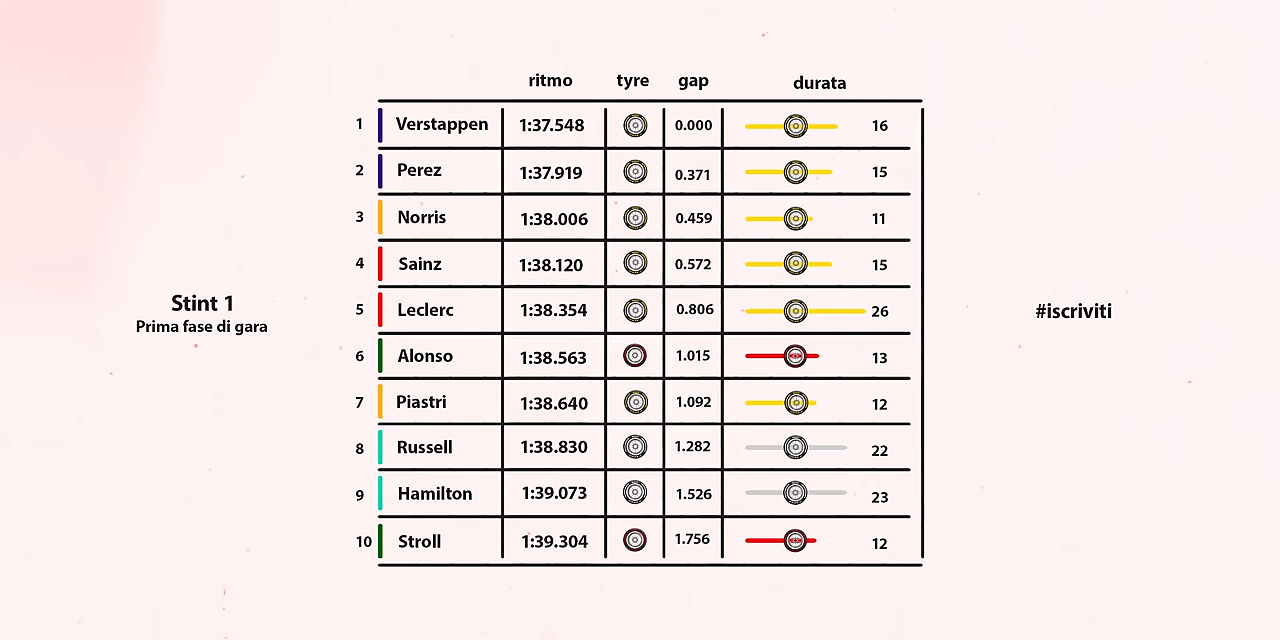 ritmo tyre gap durata
1 Verstappen 1:37.548 0.000 16
2 Perez 1:37.919 0.371 15
3 Norris 1:38.006 0.459 11
4 Sainz 1:38.120 0.572 15
5 Leclerc 1:38.354 0.806 26
6 Alonso 1:38.563 1.015 13
7 Piastri 1:38.640 1.092 12
8 Russell 1:38.830 1.282 22
9 Hamilton 1:39.073 1.526 23
10 Stroll 1:39.304 1.756 12
Stint 1
Prima fase di gara
#iscriviti